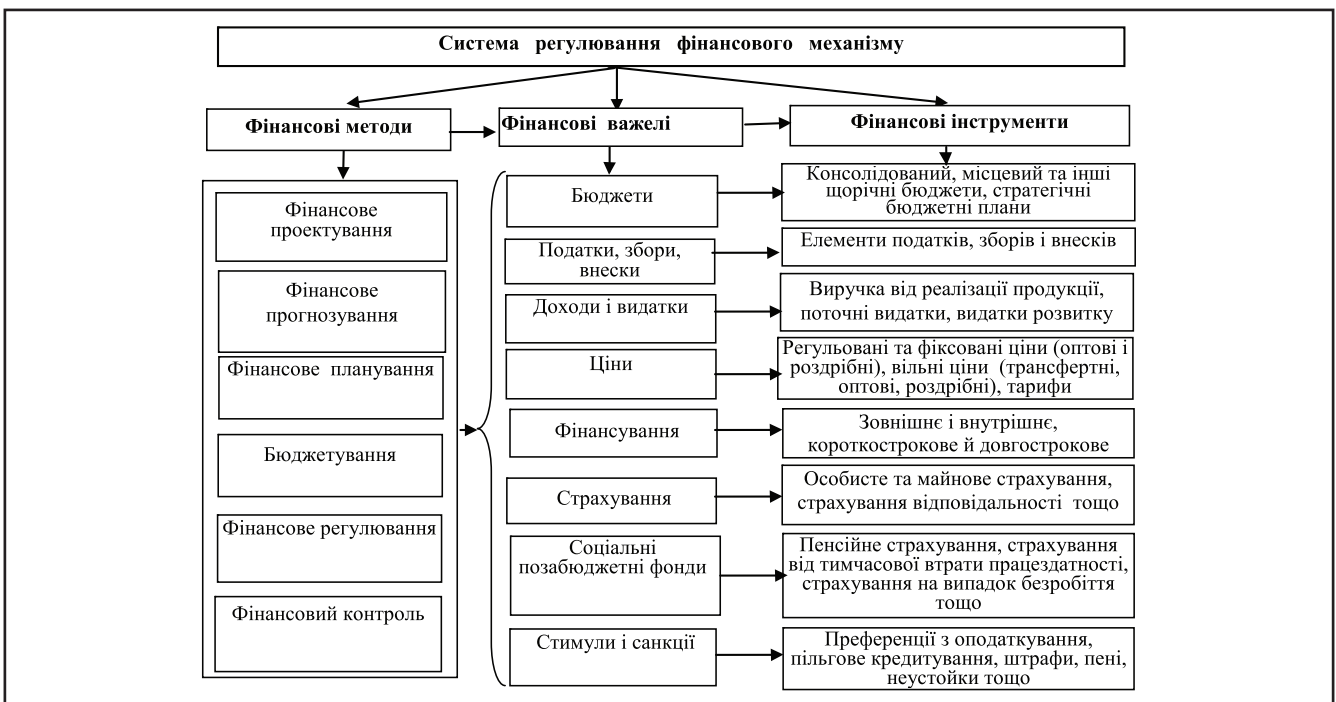 Система регулювання фінансового механізму
Фінансові методи
Фінансові важелі
Фінансові інструменти
Фінансове
проектування
Фінансове
прогнозування
Фінансове планування
Бюджетування
Фінансове регулювання
Фінансовий контроль
Бюджети
Консолідований, місцевий та інші
щорічні бюджети, стратегічні
бюджетні плани
Податки, збори,
внески
Елементи податків, зборів і внесків
Доходи і видатки
Виручка від реалізації продукції,
поточні видатки, видатки розвитку
Ціни
Регульовані та фіксовані ціни (оптові і
роздрібні), вільні ціни (трансфертні,
оптові, роздрібні), тарифи
Фінансування
Зовнішнє і внутрішнє,
короткострокове й довгострокове
Страхування
Особисте та майнове страхування,
страхування відповідальності тощо
Соціальні
позабюджетні фонди
Пенсійне страхування, страхування
від тимчасової втрати працездатності,
страхування на випадок безробіття
тощо
Стимули і санкції
Преференції з оподаткування,
пільгове кредитування, штрафи, пені,
неустойки тощо